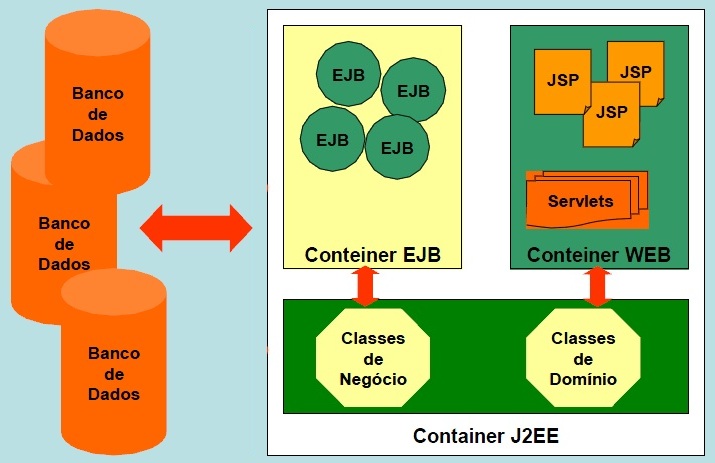 Banco
de
Dados
Banco
de
Dados
Banco
de
Dados
EJB
EJB
EJB
EJB
Conteiner EJB
JSP
JSP
JSP
Servlets
Conteiner WEB
Classes
de
Negócio
Classes
de
Domínio
Container J2EE